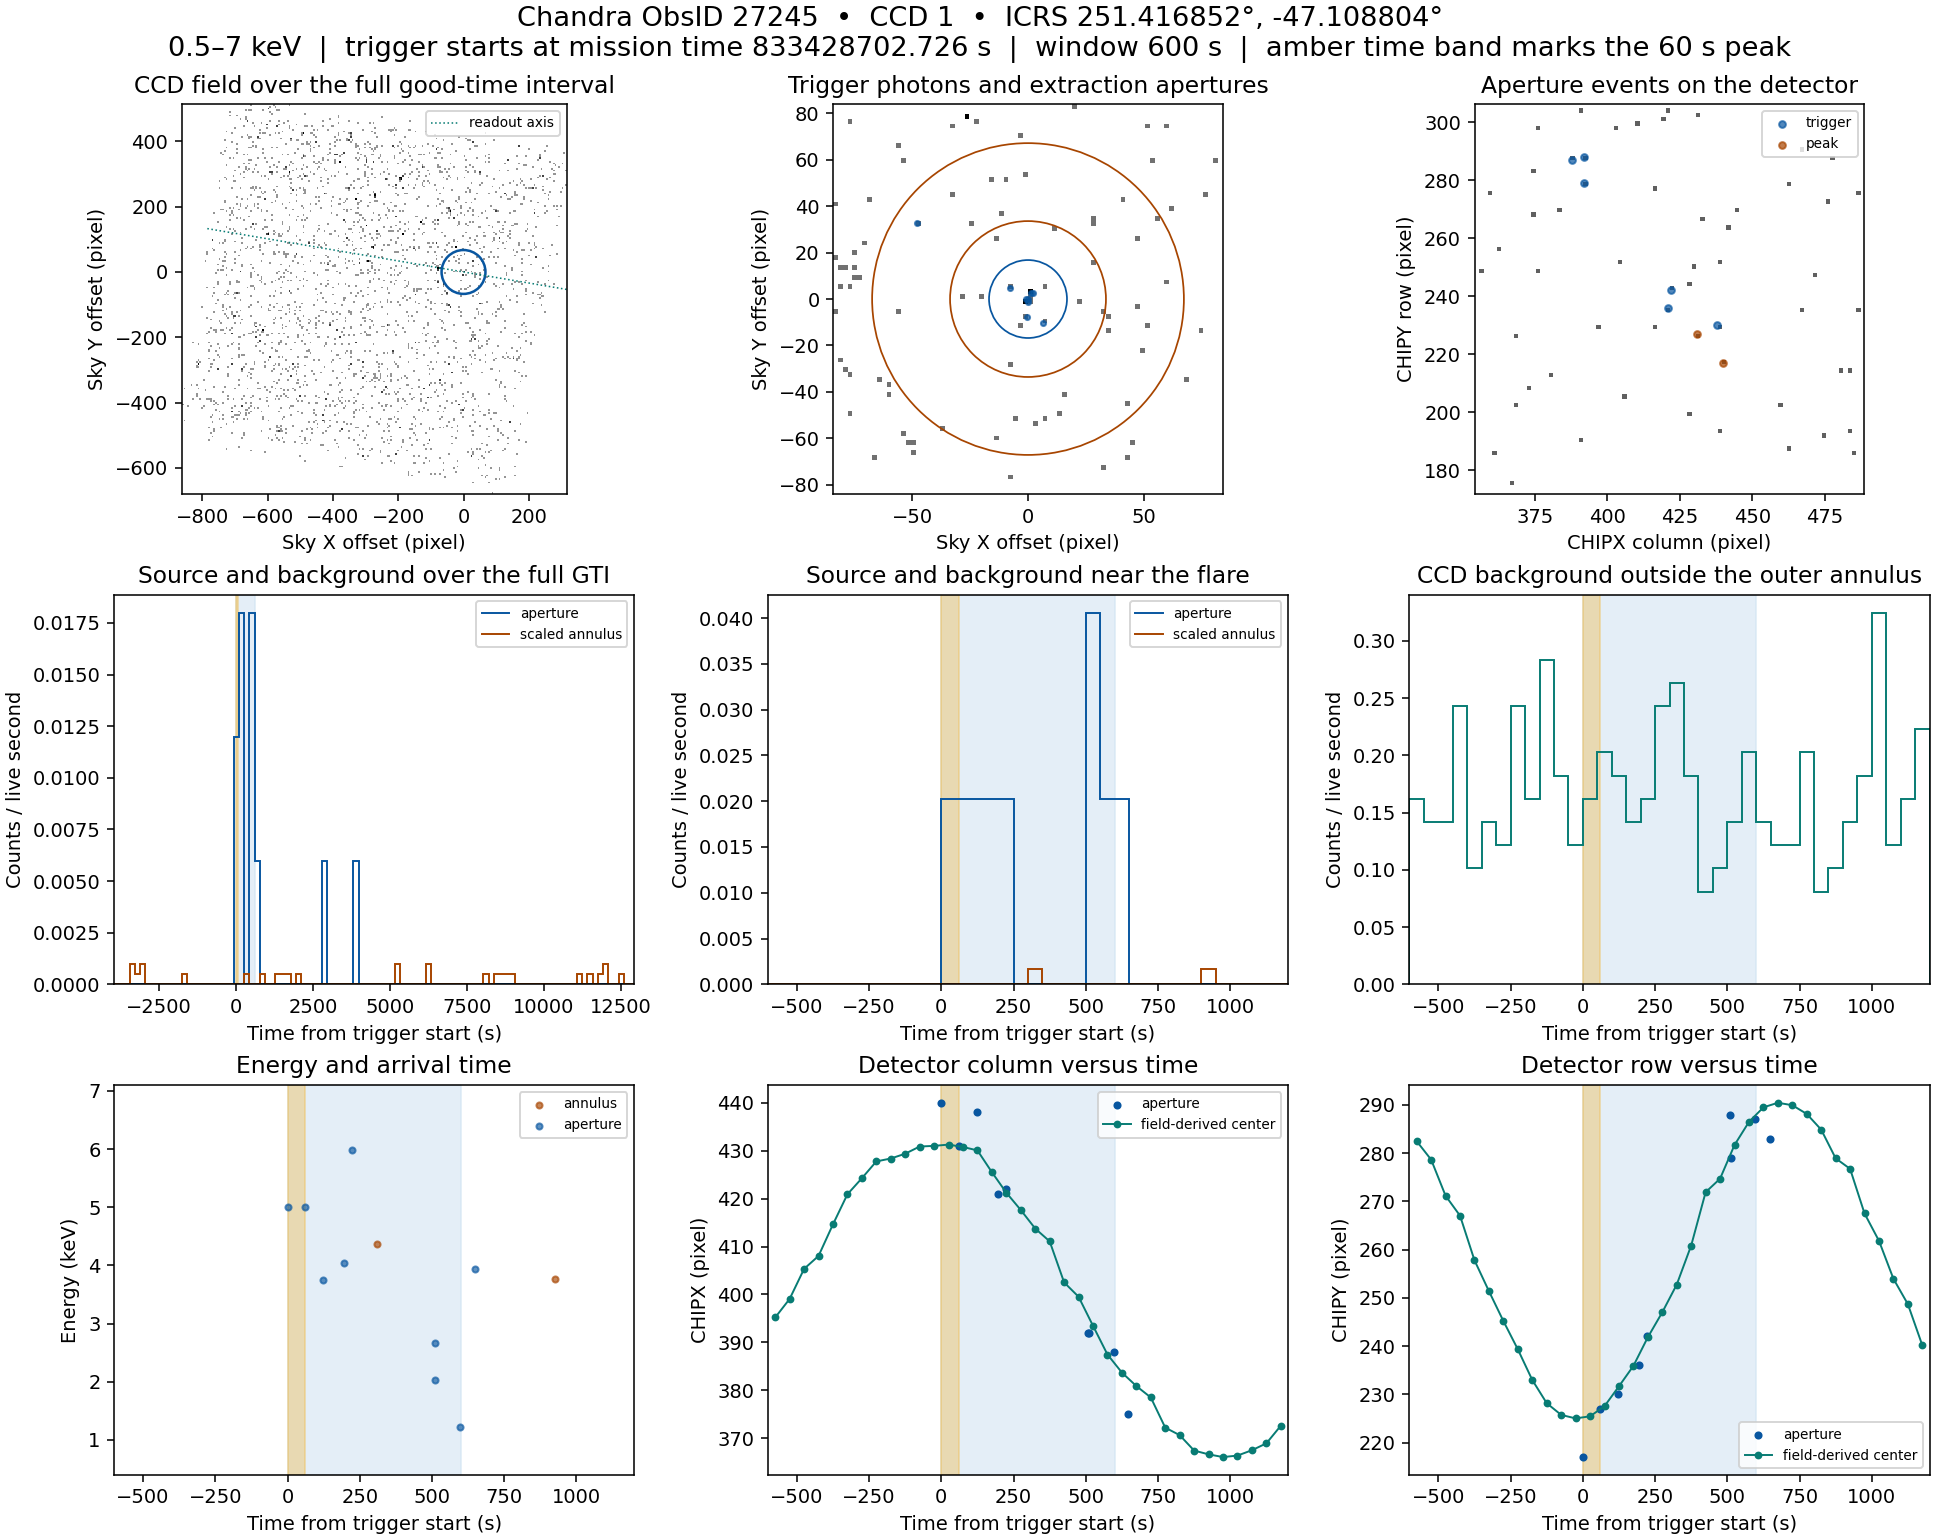 Chandra ObsID 27245 • CCD 1 • ICRS 251.416852°, -47.108804°
0.5–7 keV | trigger starts at mission time 833428702.726 s | window 600 s | amber time band marks the 60 s peak
CCD field over the full good-time interval
readout axis
400
200
0
−200
−400
−600
−800 −600 −400 −200 0 200
Sky X offset (pixel)
Sky Y offset (pixel)
Trigger photons and extraction apertures
80
60
40
20
0
−20
−40
−60
−80
−50 0 50
Sky X offset (pixel)
Sky Y offset (pixel)
Aperture events on the detector
trigger
peak
300
280
260
240
220
200
180
375 400 425 450 475
CHIPX column (pixel)
CHIPY row (pixel)
Source and background over the full GTI
aperture
scaled annulus
0.0175
0.0150
0.0125
0.0100
0.0075
0.0050
0.0025
0.0000
−2500 0 2500 5000 7500 10000 12500
Time from trigger start (s)
Counts / live second
Source and background near the flare
aperture
scaled annulus
0.040
0.035
0.030
0.025
0.020
0.015
0.010
0.005
0.000
−500 −250 0 250 500 750 1000
Time from trigger start (s)
Counts / live second
CCD background outside the outer annulus
0.30
0.25
0.20
0.15
0.10
0.05
0.00
−500 −250 0 250 500 750 1000
Time from trigger start (s)
Counts / live second
Energy and arrival time
annulus
aperture
7
6
5
4
3
2
1
−500 −250 0 250 500 750 1000
Time from trigger start (s)
Energy (keV)
Detector column versus time
aperture
field-derived center
440
430
420
410
400
390
380
370
−500 −250 0 250 500 750 1000
Time from trigger start (s)
CHIPX (pixel)
Detector row versus time
aperture
field-derived center
290
280
270
260
250
240
230
220
−500 −250 0 250 500 750 1000
Time from trigger start (s)
CHIPY (pixel)